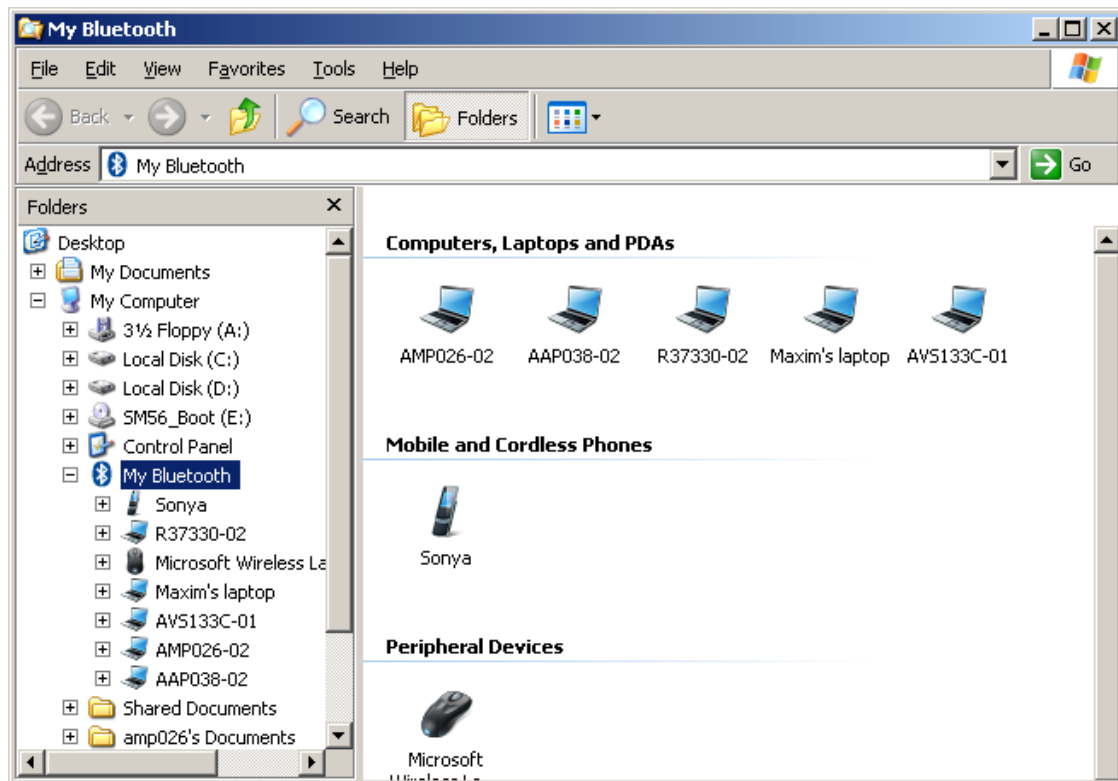 My Bluetooth
File Edit View Favorites Tools Help
Back Search Folders
Address My Bluetooth Go
Folders
Desktop
My Documents
My Computer
3½ Floppy (A:)
Local Disk (C:)
Local Disk (D:)
SM56_Boot (E:)
Control Panel
My Bluetooth
Sonya
R37330-02
Microsoft Wireless La
Maxim's laptop
AVS133C-01
AMP026-02
AAP038-02
Shared Documents
amp026's Documents
Computers, Laptops and PDAs
AMP026-02 AAP038-02 R37330-02 Maxim's laptop AVS133C-01
Mobile and Cordless Phones
Sonya
Peripheral Devices
Microsoft